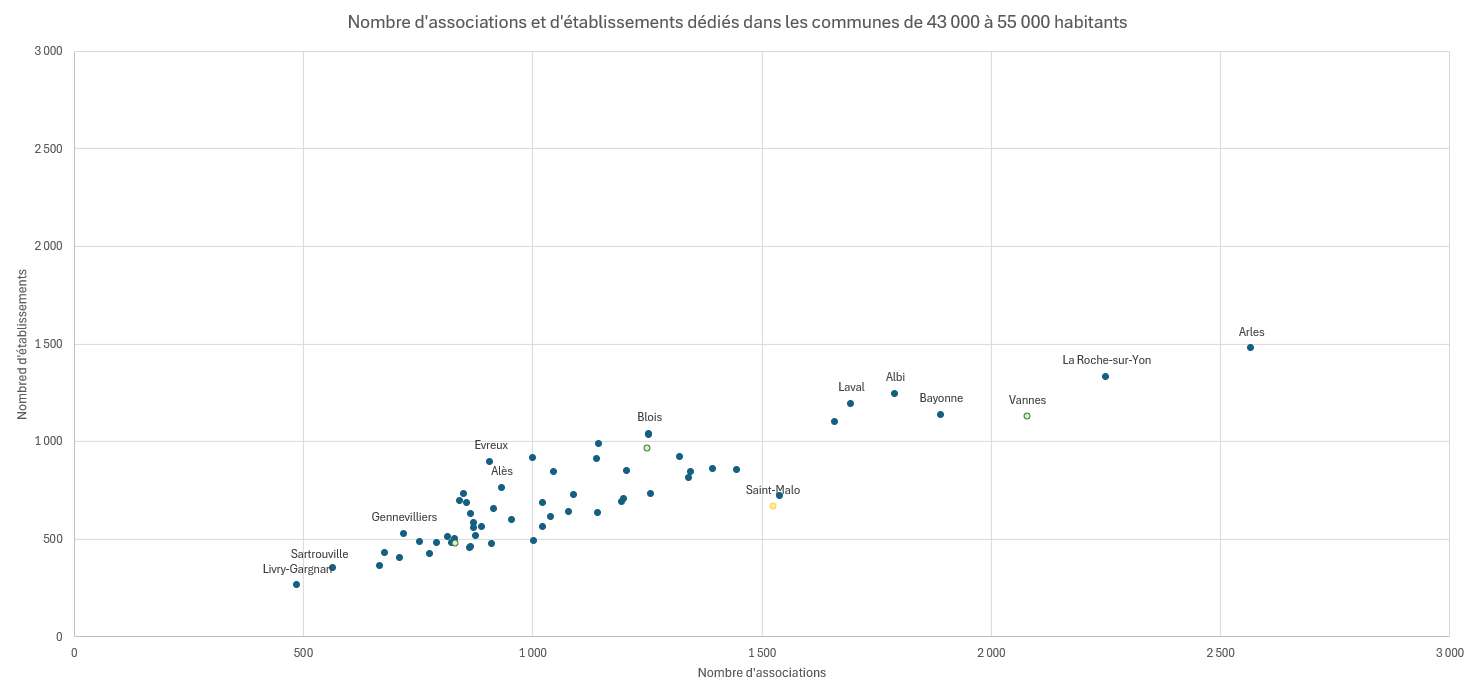 Nombre d'associations et d'établissements dédiés dans les communes de 43 000 à 55 000 habitants
3 000
2 500
2 000
1 500
1 000
500
0
Nombred d'établissements
Arles
La Roche-sur-Yon
Albi
Laval
Bayonne
Vannes
Blois
Evreux
Alès
Saint-Malo
Gennevilliers
Sartrouville
Livry-Gargnan
0
500
1 000
1 500
2 000
2 500
3 000
Nombre d'associations